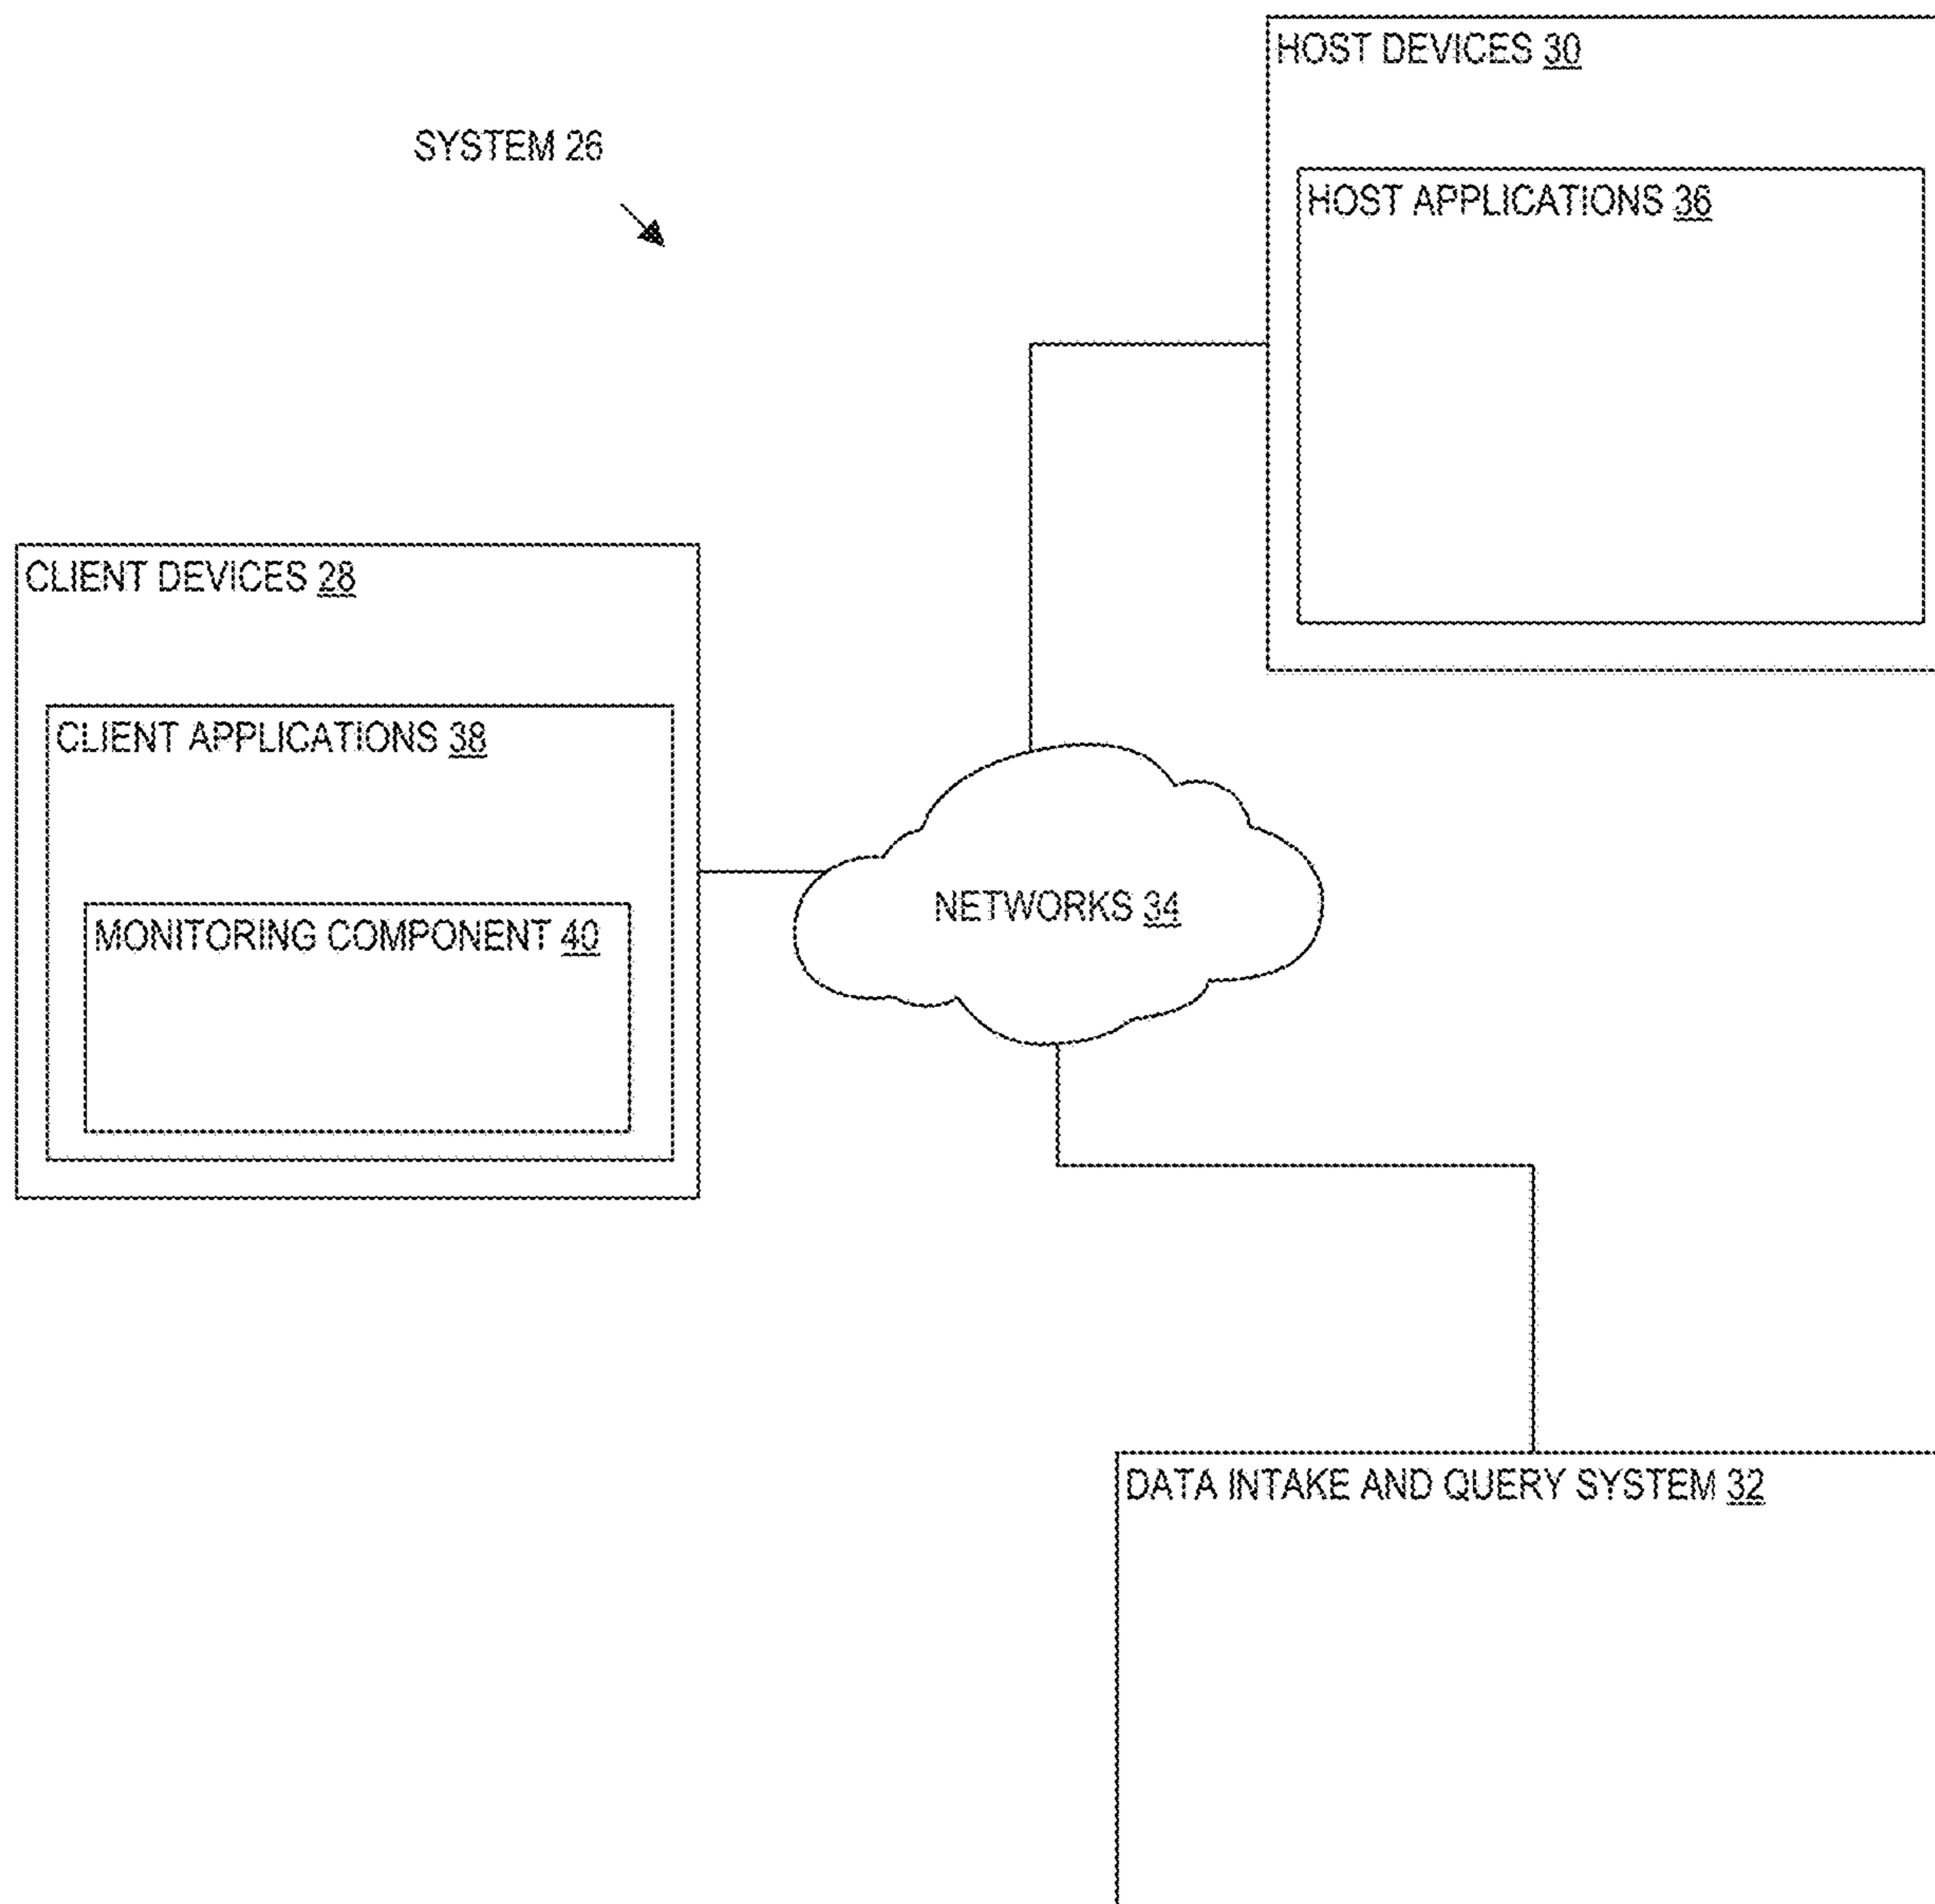 HOST DEVICES 30
SYSTEM 26
HOST APPLICATIONS 36
CLIENT DEVICES 28
CLIENT APPLICATIONS 38
NETWORKS 34
MONITORING COMPONENT 40
DATA INTAKE AND QUERY SYSTEM 32